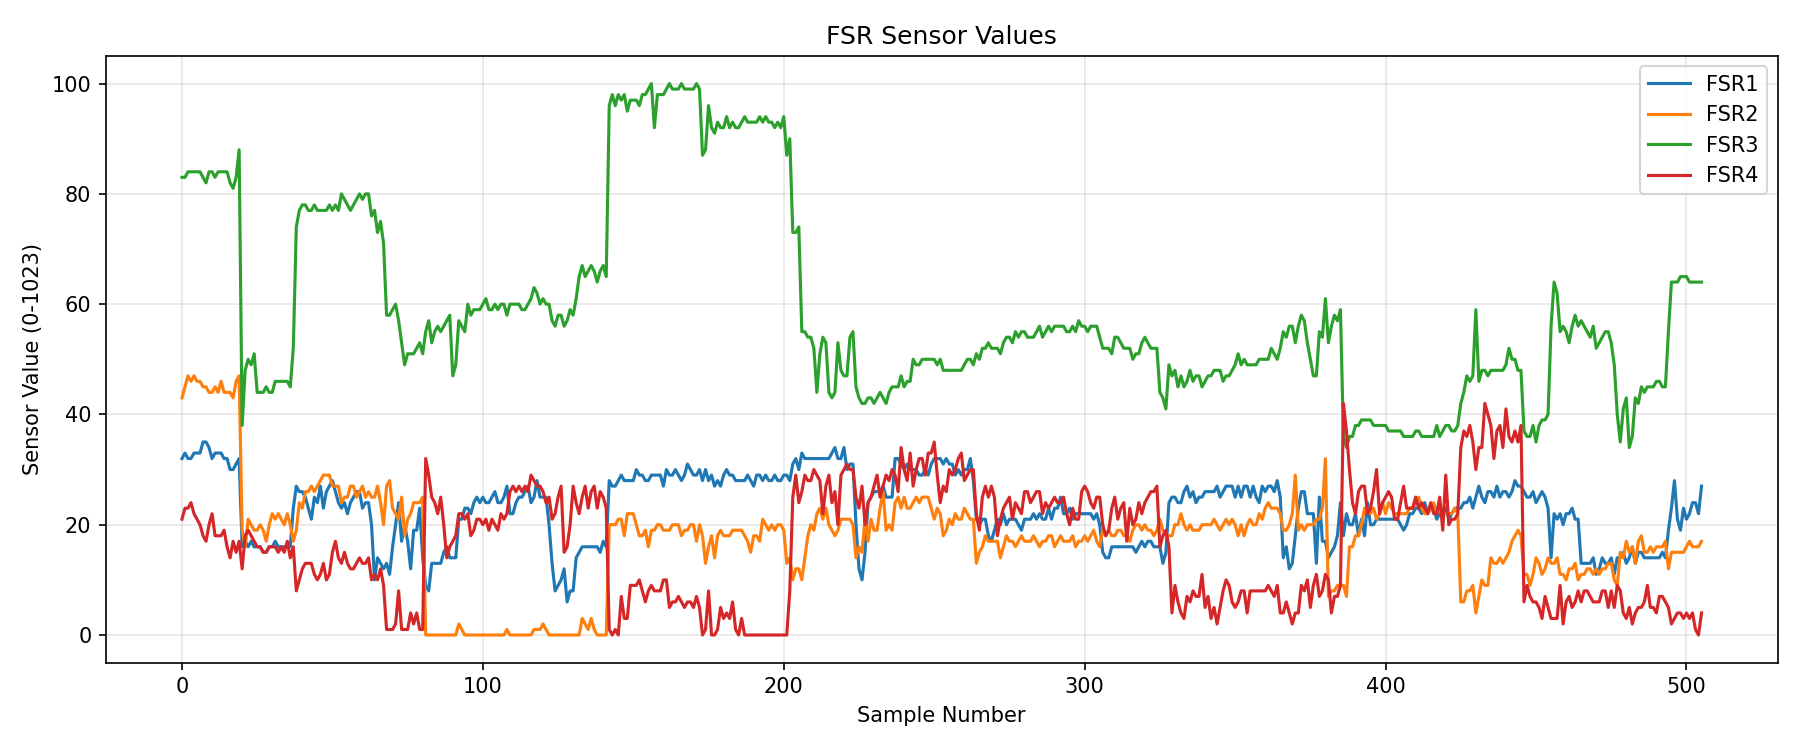 FSR Sensor Values
FSR1
FSR2
FSR3
FSR4
Sensor Value (0-1023)
100
80
60
40
20
0
0 100 200 300 400 500
Sample Number